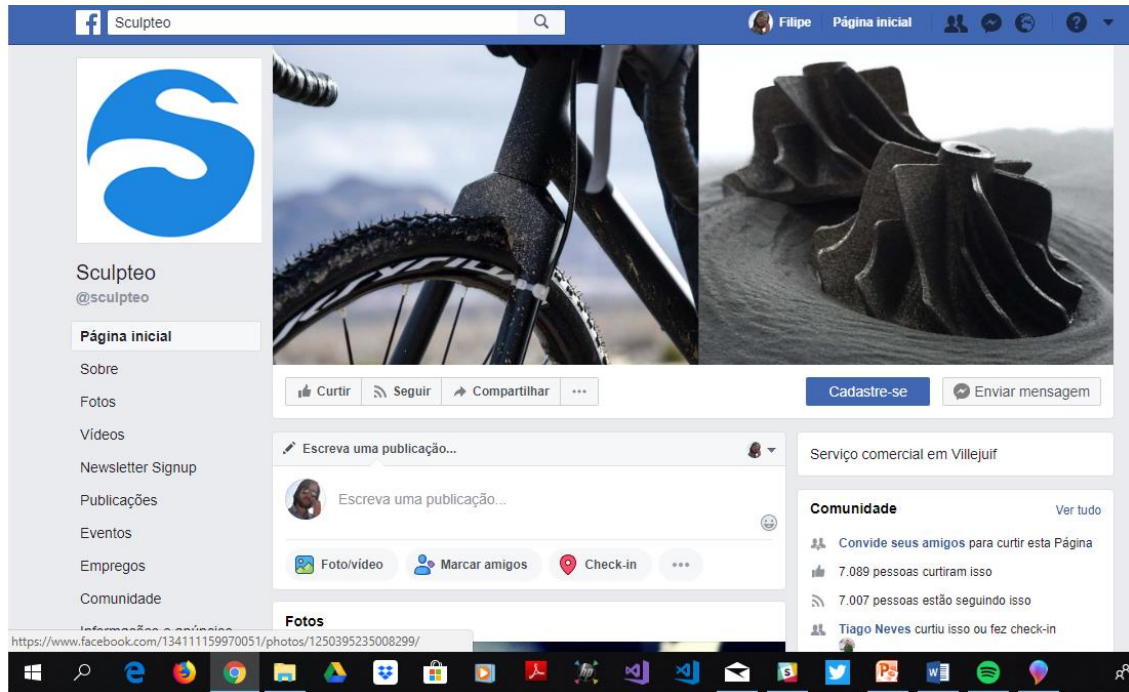 Sculpteo
Filipe Página inicial
Sculpteo
@sculpteo
Página inicial
Sobre
Fotos
Vídeos
Newsletter Signup
Publicações
Eventos
Empregos
Comunidade
Informações e anúncios
Curtir Seguir Compartilhar ...
Cadastre-se Enviar mensagem
Escreva uma publicação...
Escreva uma publicação...
Foto/vídeo Marcar amigos Check-in ...
Fotos
Serviço comercial em Villejuif
Comunidade Ver tudo
Convide seus amigos para curtir esta Página
7.089 pessoas curtiram isso
7.007 pessoas estão seguindo isso
Tiago Neves curtiu isso ou fez check-in
https://www.facebook.com/134111159970051/photos/1250395235008299/